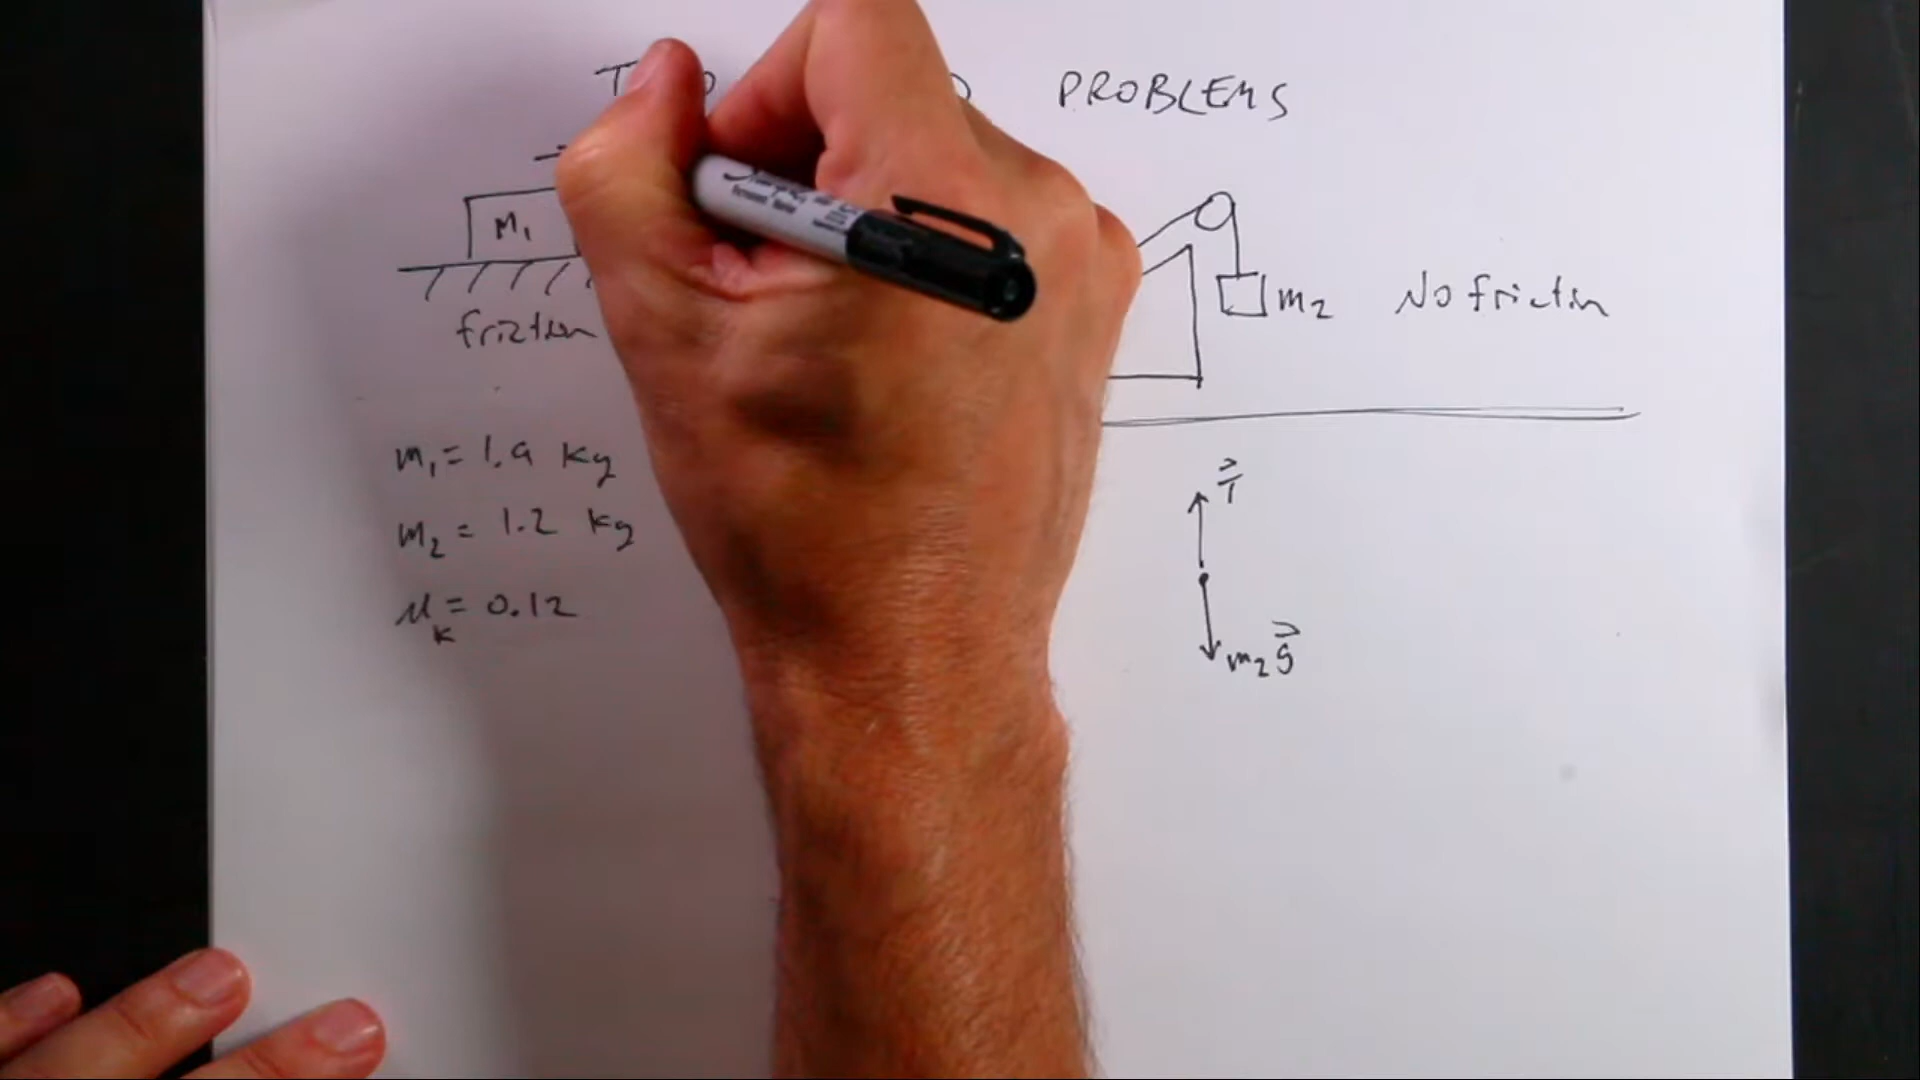 PROBLEMS
M₁
m₂ No friction
friction
m₁ = 1.9 kg
m₂ = 1.2 kg
μₖ = 0.12
T
m₂g